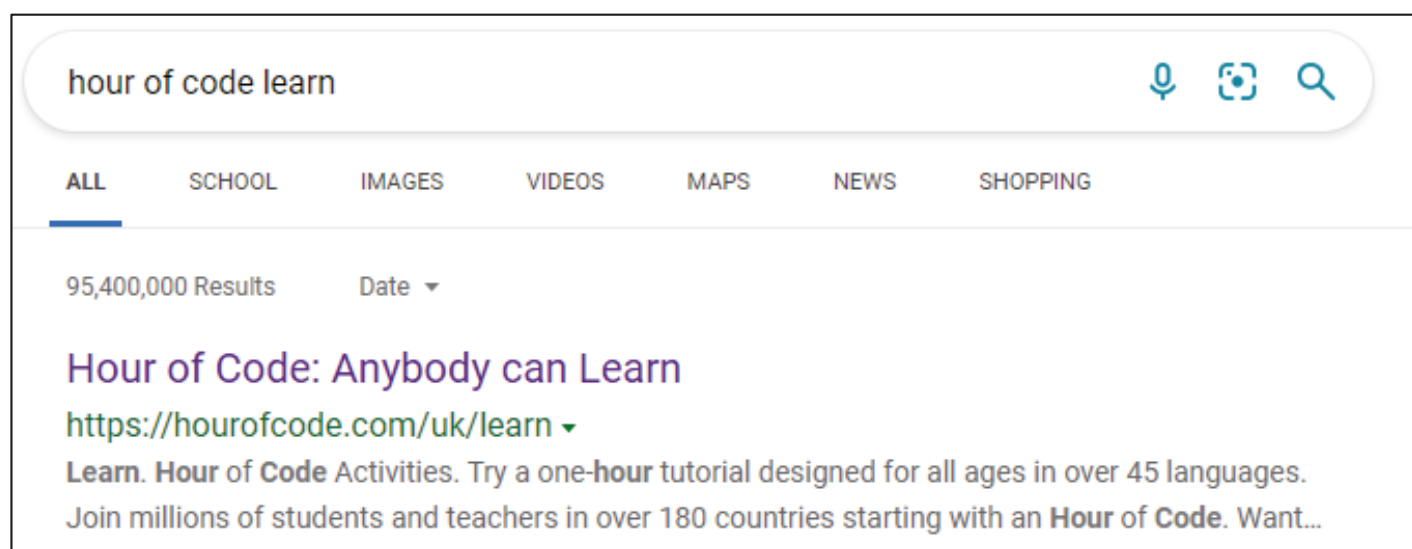 hour of code learn
ALL SCHOOL IMAGES VIDEOS MAPS NEWS SHOPPING
95,400,000 Results Date
Hour of Code: Anybody can Learn
https://hourofcode.com/uk/learn
Learn. Hour of Code Activities. Try a one-hour tutorial designed for all ages in over 45 languages.
Join millions of students and teachers in over 180 countries starting with an Hour of Code. Want...